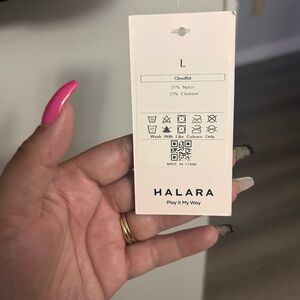 L
Cloudful
77% Nylon
23% Elastane
Wash With Like Colours Only
MADE IN CHINA
HALARA
Play It My Way